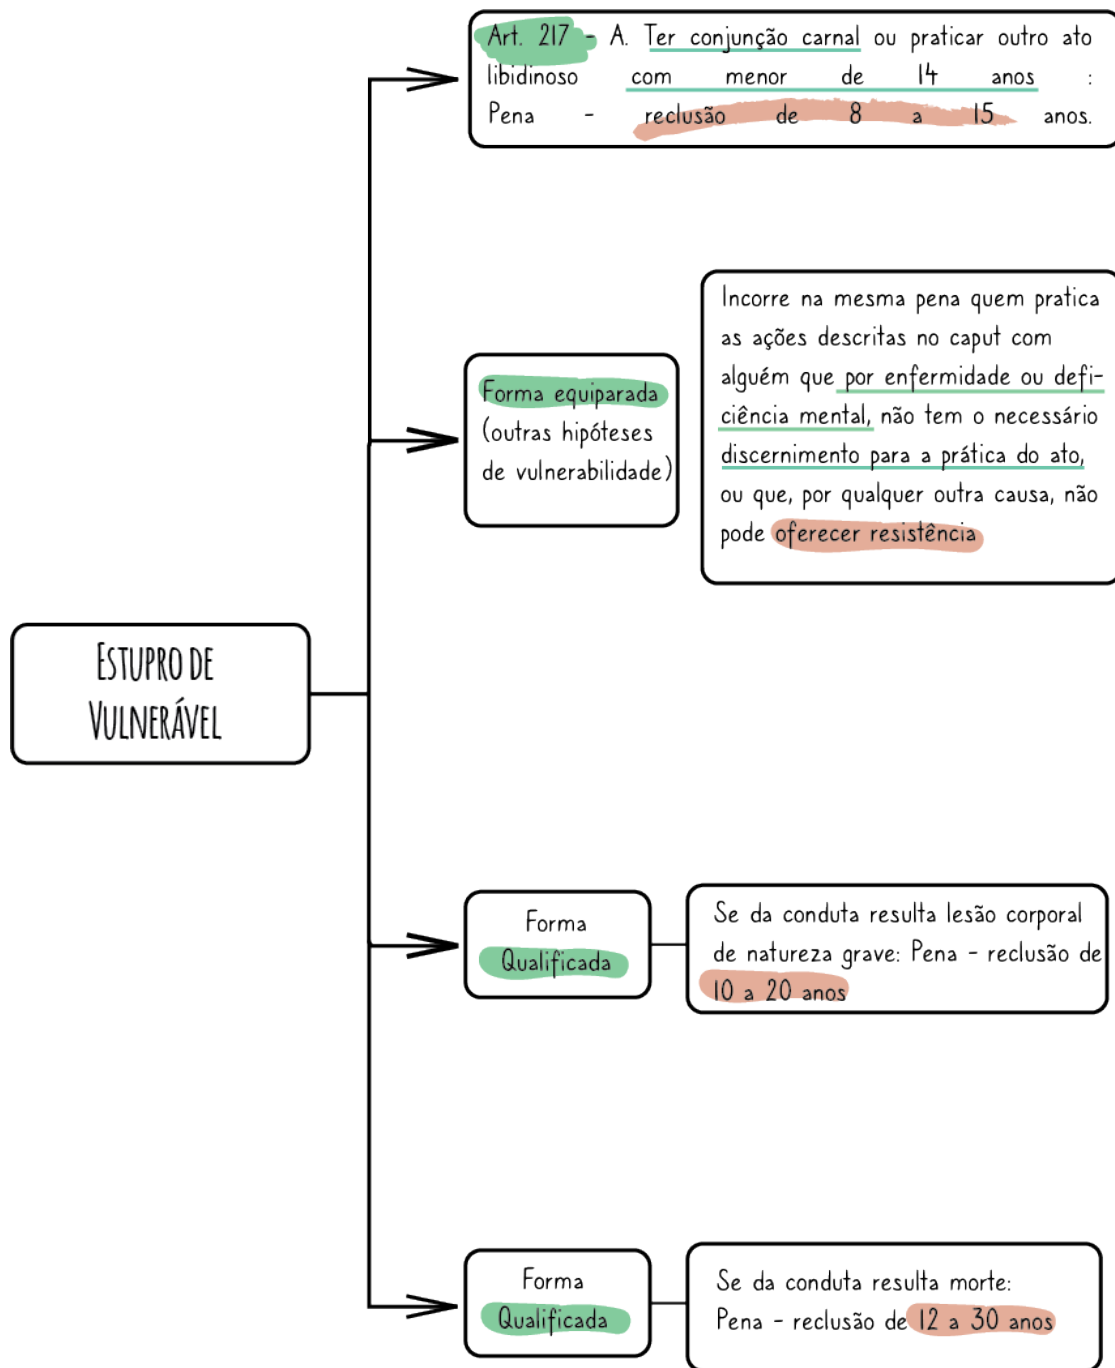 Art. 217 - A. Ter conjunção carnal ou praticar outro ato
libidinoso com menor de 14 anos :
Pena - reclusão de 8 a 15 anos.
Forma equiparada
(outras hipóteses
de vulnerabilidade)
Incorre na mesma pena quem pratica
as ações descritas no caput com
alguém que por enfermidade ou defi-
ciência mental, não tem o necessário
discernimento para a prática do ato,
ou que, por qualquer outra causa, não
pode oferecer resistência
ESTUPRO DE
VULNERÁVEL
Forma
Qualificada
Se da conduta resulta lesão corporal
de natureza grave: Pena - reclusão de
10 a 20 anos
Forma
Qualificada
Se da conduta resulta morte:
Pena - reclusão de 12 a 30 anos